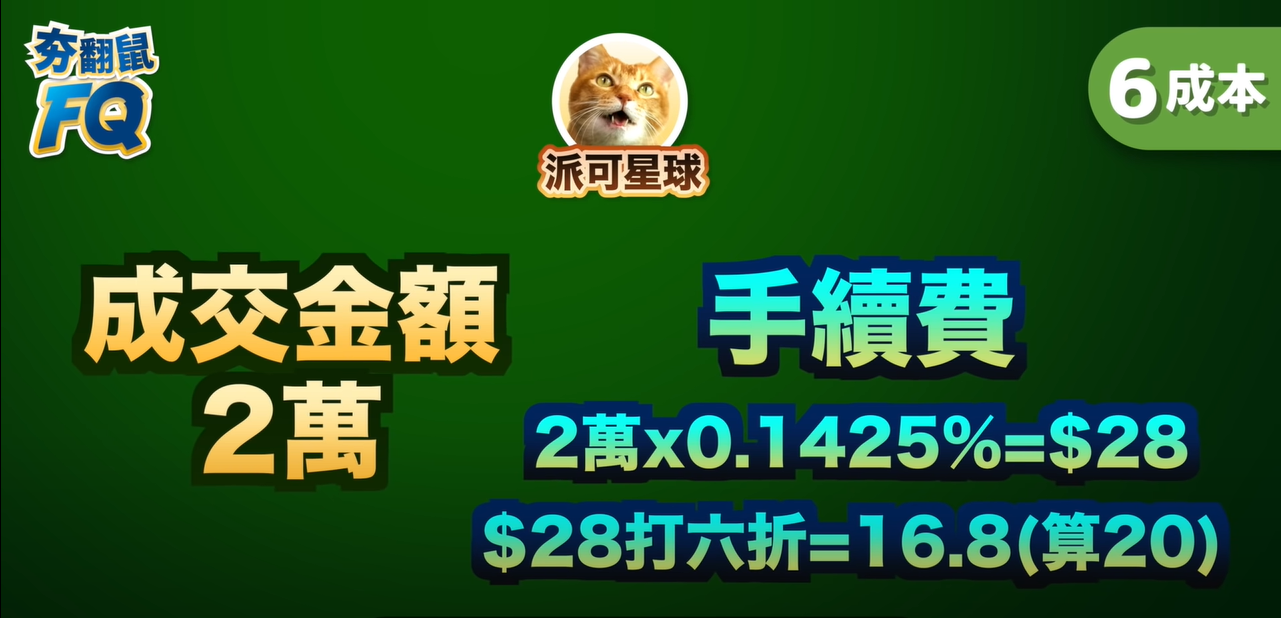 夯翻鼠
FQ
派可星球
6成本
成交金額
2萬
手續費
2萬x0.1425%=$28
$28打六折=16.8(算20)